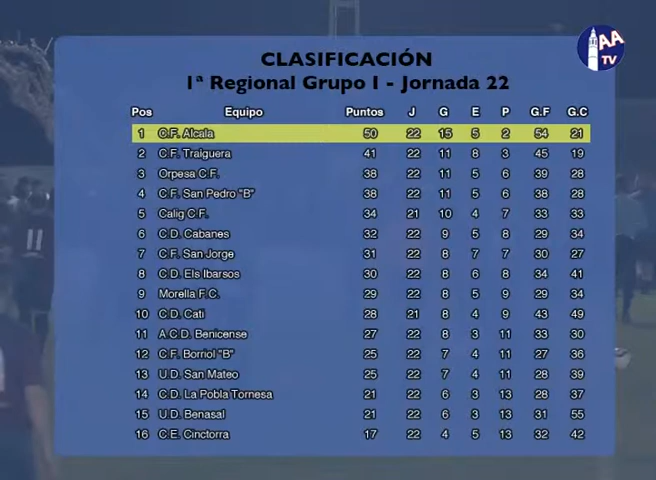 AA
TV
CLASIFICACIÓN
1ª Regional Grupo I - Jornada 22
Pos Equipo Puntos J G E P G.F G.C
1 C.F. Alcala 50 22 15 5 2 54 21
2 C.F. Traiguera 41 22 11 8 3 45 19
3 Orpesa C.F. 38 22 11 5 6 39 28
4 C.F. San Pedro "B" 38 22 11 5 6 38 28
5 Calig C.F. 34 21 10 4 7 33 33
6 C.D. Cabanes 32 22 9 5 8 29 34
7 C.F. San Jorge 31 22 8 7 7 30 27
8 C.D. Els Ibarsos 30 22 8 6 8 34 41
9 Morella F.C. 29 22 8 5 9 29 34
10 C.D. Cati 28 21 8 4 9 43 49
11 A.C.D. Benicense 27 22 8 3 11 33 30
12 C.F. Borriol "B" 25 22 7 4 11 27 36
13 U.D. San Mateo 25 22 7 4 11 28 39
14 C.D. La Pobla Tornesa 21 22 6 3 13 28 37
15 U.D. Benasal 21 22 6 3 13 31 55
16 C.E. Cinctorra 17 22 4 5 13 32 42
11